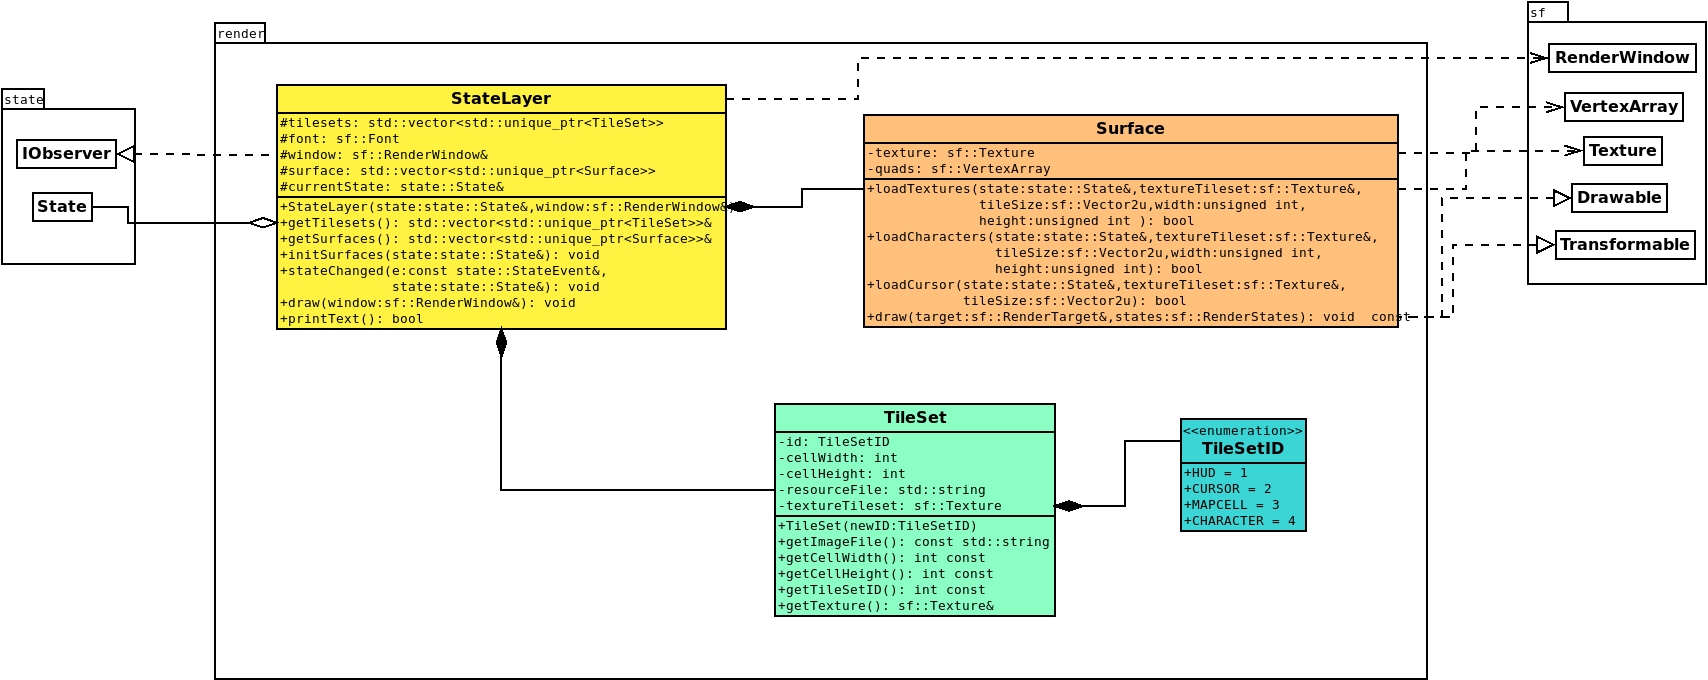 state
IObserver
State
render
StateLayer
#tilesets: std::vector<std::unique_ptr<TileSet>>
#font: sf::Font
#window: sf::RenderWindow&
#surface: std::vector<std::unique_ptr<Surface>>
#currentState: state::State&
+StateLayer(state:state::State&,window:sf::RenderWindow&)
+getTilesets(): std::vector<std::unique_ptr<TileSet>>&
+getSurfaces(): std::vector<std::unique_ptr<Surface>>&
+initSurfaces(state:state::State&): void
+stateChanged(e:const state::StateEvent&,
state:state::State&): void
+draw(window:sf::RenderWindow&): void
+printText(): bool
Surface
-texture: sf::Texture
-quads: sf::VertexArray
+loadTextures(state:state::State&,textureTileset:sf::Texture&,
tileSize:sf::Vector2u,width:unsigned int,
height:unsigned int ): bool
+loadCharacters(state:state::State&,textureTileset:sf::Texture&,
tileSize:sf::Vector2u,width:unsigned int,
height:unsigned int): bool
+loadCursor(state:state::State&,textureTileset:sf::Texture&,
tileSize:sf::Vector2u): bool
+draw(target:sf::RenderTarget&,states:sf::RenderStates): void  const
TileSet
-id: TileSetID
-cellWidth: int
-cellHeight: int
-resourceFile: std::string
-textureTileset: sf::Texture
+TileSet(newID:TileSetID)
+getImageFile(): const std::string
+getCellWidth(): int const
+getCellHeight(): int const
+getTileSetID(): int const
+getTexture(): sf::Texture&
<<enumeration>>
TileSetID
+HUD = 1
+CURSOR = 2
+MAPCELL = 3
+CHARACTER = 4
sf
RenderWindow
VertexArray
Texture
Drawable
Transformable